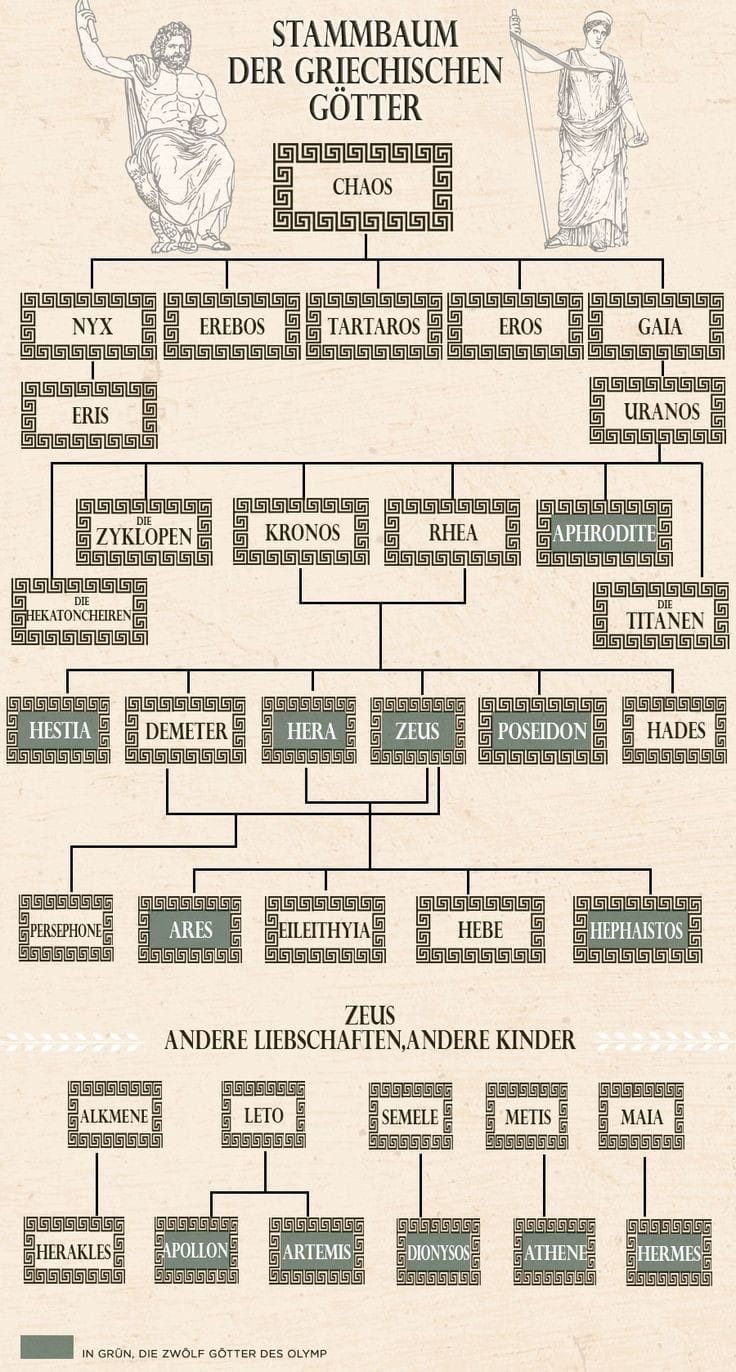 STAMMBAUM
DER GRIECHISCHEN
GÖTTER
CHAOS
NYX
EREBOS
TARTAROS
EROS
GAIA
ERIS
URANOS
DIE
ZYKLOPEN
KRONOS
RHEA
APHRODITE
DIE
HEKATONCHEIREN
DIE
TITANEN
HESTIA
DEMETER
HERA
ZEUS
POSEIDON
HADES
PERSEPHONE
ARES
EILEITHYIA
HEBE
HEPHAISTOS
ZEUS
ANDERE LIEBSCHAFTEN,ANDERE KINDER
ALKMENE
LETO
SEMELE
METIS
MAIA
HERAKLES
APOLLON
ARTEMIS
DIONYSOS
ATHENE
HERMES
IN GRÜN, DIE ZWÖLF GÖTTER DES OLYMP